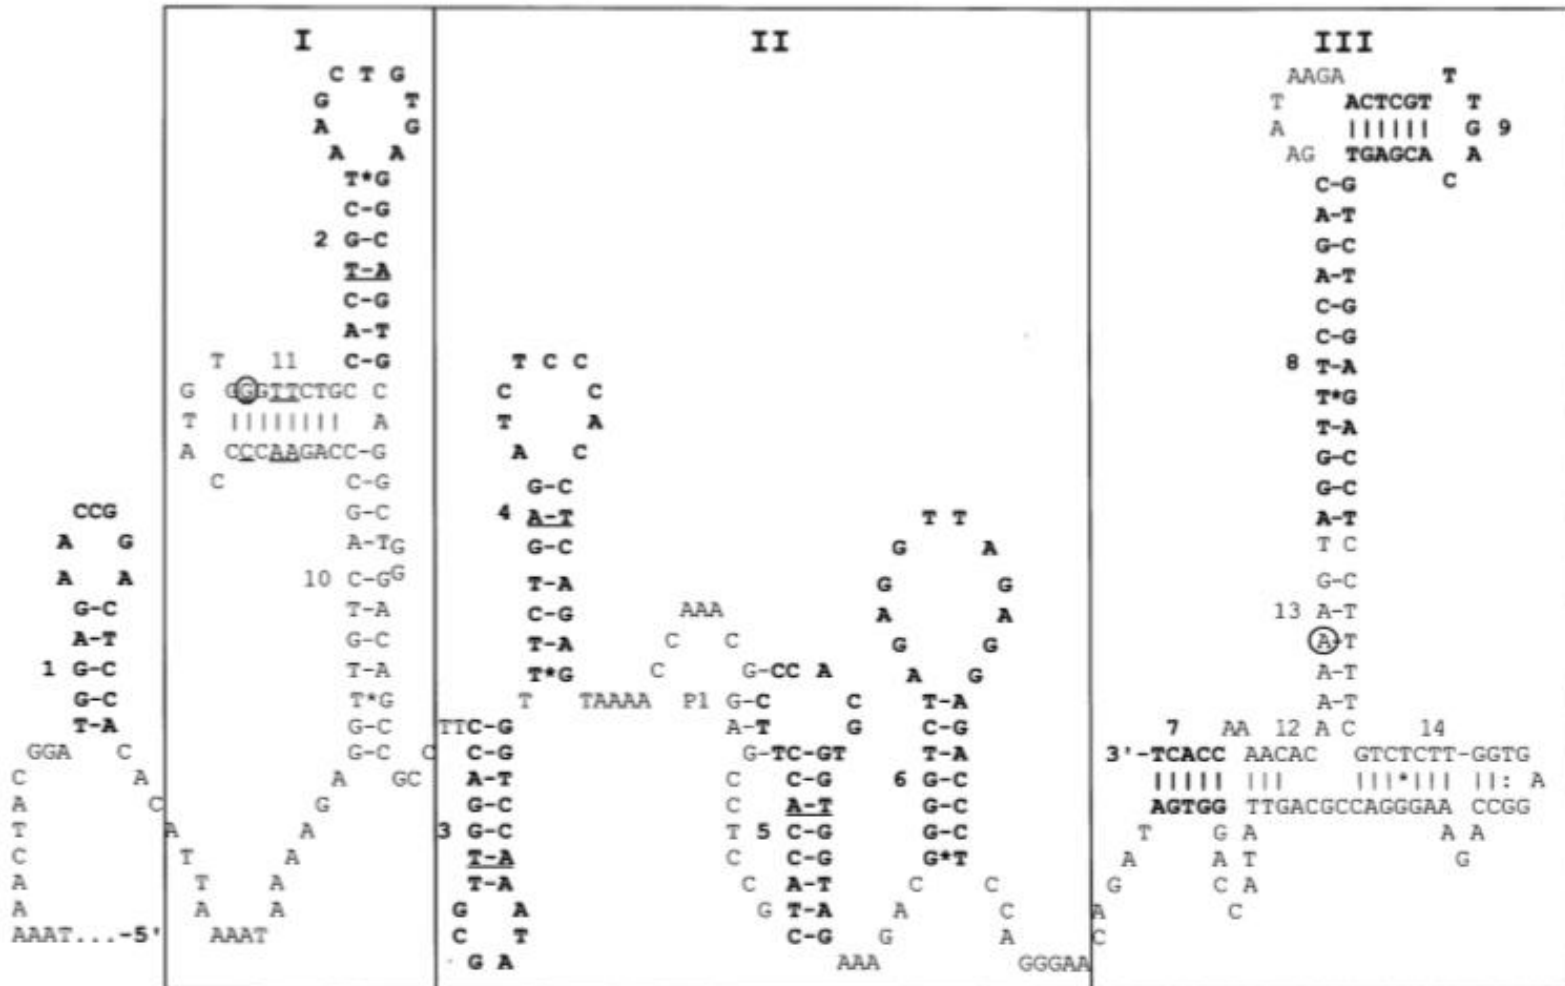 I II III
C T G AAGA T
G T T ACTCGT T
A G A |||||| G 9
A A AG TGAGCA A
T*G C-G C
C-G A-T
2 G-C G-C
T-A A-T
C-G C-G
A-T C-G
T 11 C-G T C C 8 T-A
G GGGTTCTGC C C C T*G
T |||||||| A T A T-A
A CCCAAGACC-G A C G-C
C C-G G-C G-C
CCG G-C 4 A-T T T A-T
A G A-TG G-C G A T C
A A 10 C-GG T-A G G G-C
G-C T-A C-G AAA A A 13 A-T
A-T G-C T-A C C G G A-T
1 G-C T-A T*G C G-CC A A G A-T
G-C T*G T TAAAA P1 G-C C T-A A-T
T-A G-C TTC-G A-T G C-G 7 AA 12 A C 14
GGA C G-C C C-G G-TC-GT T-A 3'-TCACC AACAC GTCTCTT-GGTG
C A A GC A-T C C-G 6 G-C ||||| ||| |||*||| ||: A
A C G G-C C A-T G-C AGTGG TTGACGCCAGGGAA CCGG
T A A 3 G-C T 5 C-G G-C T G A A A
C T A T-A C C-G G*T A A T G
A T A T-A C A-T C C G C A
A A A G A G T-A A C A C
AAAT...-5' AAAT C T C-G G A C
G A AAA GGGAA